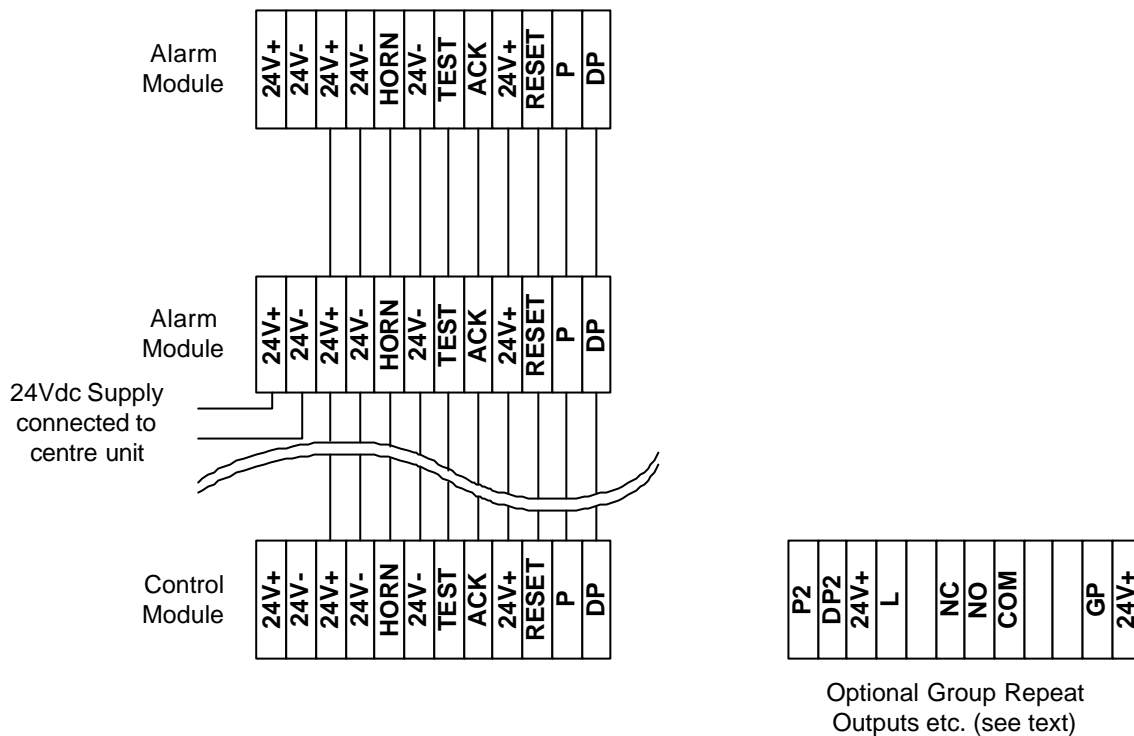 Alarm
Module
24V+ 24V- 24V+ 24V- HORN 24V- TEST ACK 24V+ RESET P DP
Alarm
Module
24V+ 24V- 24V+ 24V- HORN 24V- TEST ACK 24V+ RESET P DP
24Vdc Supply
connected to
centre unit
Control
Module
24V+ 24V- 24V+ 24V- HORN 24V- TEST ACK 24V+ RESET P DP
P2 DP2 24V+ L NC NO COM GP 24V+
Optional Group Repeat
Outputs etc. (see text)